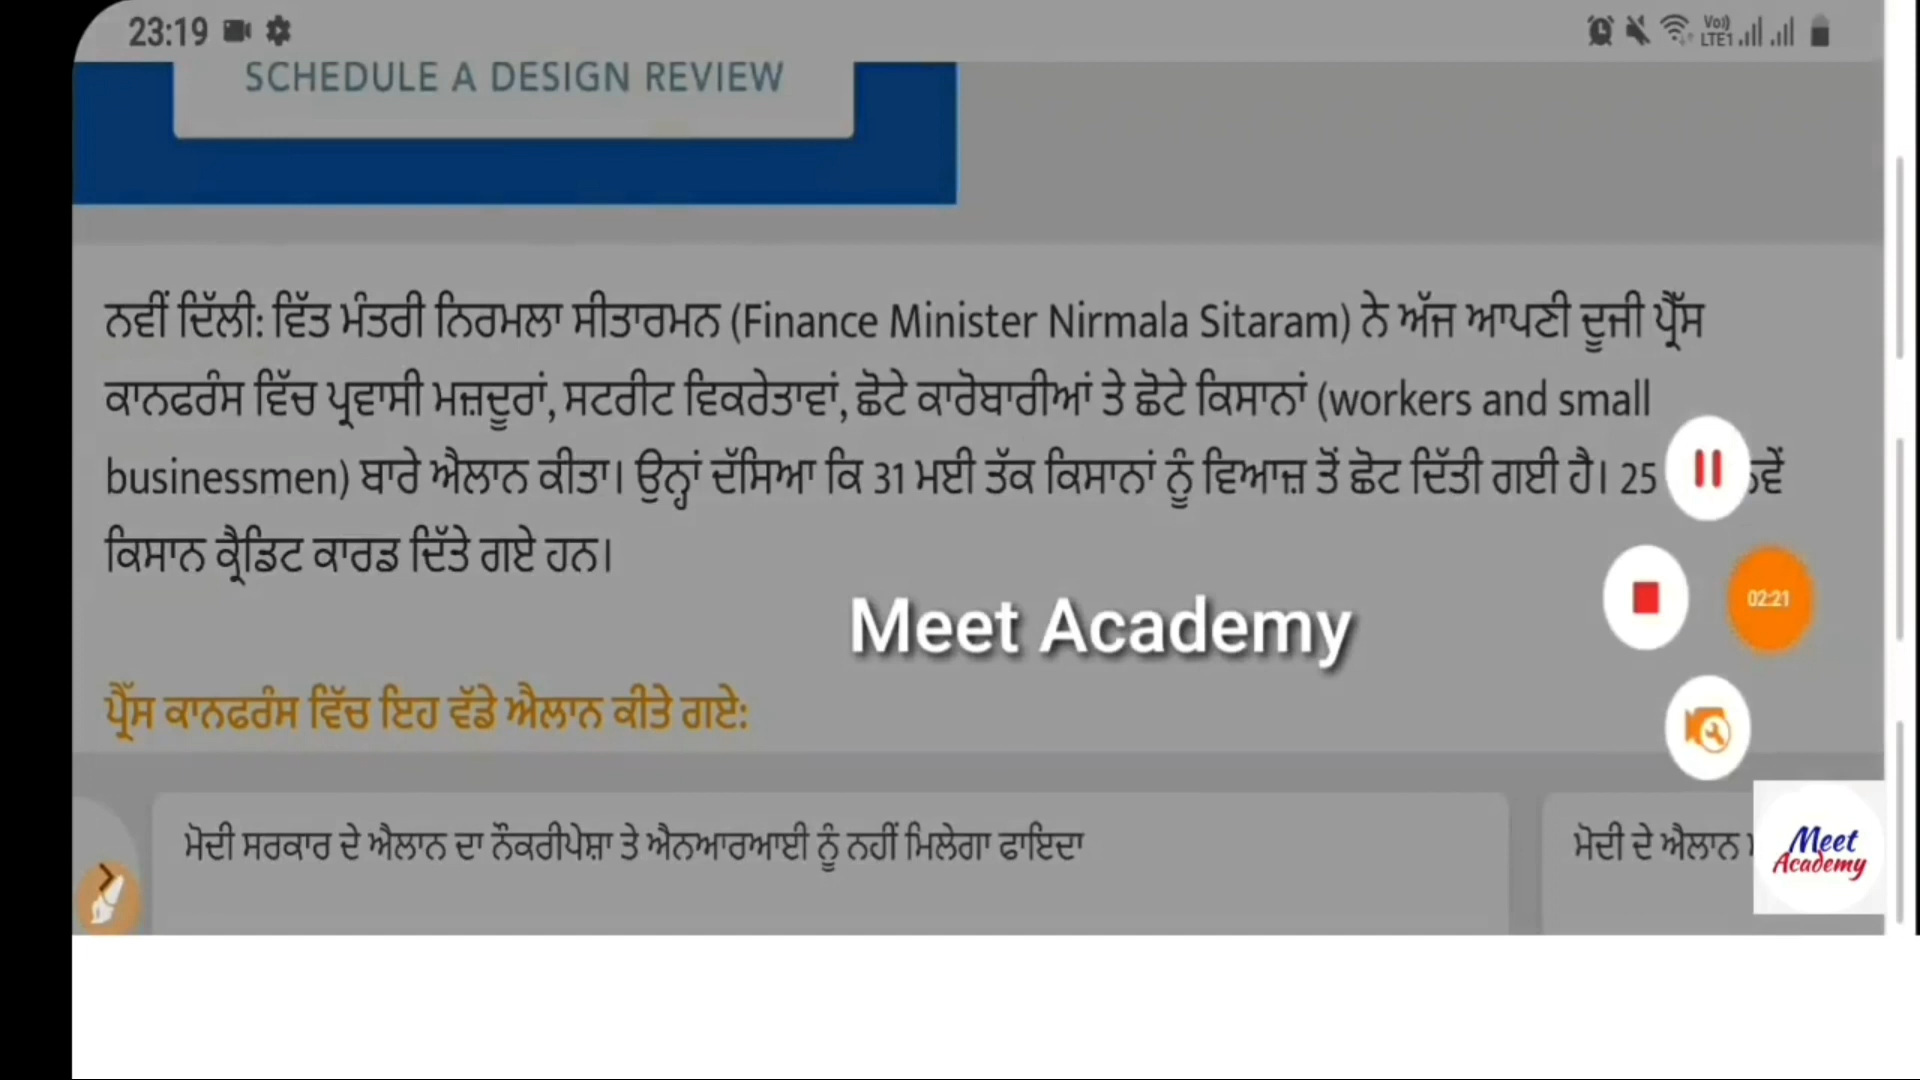 23:19
Vo)) LTE1
SCHEDULE A DESIGN REVIEW
ਨਵੀਂ ਦਿੱਲੀ: ਵਿੱਤ ਮੰਤਰੀ ਨਿਰਮਲਾ ਸੀਤਾਰਮਨ (Finance Minister Nirmala Sitaram) ਨੇ ਅੱਜ ਆਪਣੀ ਦੂਜੀ ਪ੍ਰੈੱਸ
ਕਾਨਫਰੰਸ ਵਿੱਚ ਪ੍ਰਵਾਸੀ ਮਜ਼ਦੂਰਾਂ, ਸਟਰੀਟ ਵਿਕਰੇਤਾਵਾਂ, ਛੋਟੇ ਕਾਰੋਬਾਰੀਆਂ ਤੇ ਛੋਟੇ ਕਿਸਾਨਾਂ (workers and small
businessmen) ਬਾਰੇ ਐਲਾਨ ਕੀਤਾ। ਉਨ੍ਹਾਂ ਦੱਸਿਆ ਕਿ 31 ਮਈ ਤੱਕ ਕਿਸਾਨਾਂ ਨੂੰ ਵਿਆਜ਼ ਤੋਂ ਛੋਟ ਦਿੱਤੀ ਗਈ ਹੈ। 25
ਕਿਸਾਨ ਕ੍ਰੈਡਿਟ ਕਾਰਡ ਦਿੱਤੇ ਗਏ ਹਨ।
Meet Academy
02:21
ਪ੍ਰੈੱਸ ਕਾਨਫਰੰਸ ਵਿੱਚ ਇਹ ਵੱਡੇ ਐਲਾਨ ਕੀਤੇ ਗਏ:
ਮੋਦੀ ਸਰਕਾਰ ਦੇ ਐਲਾਨ ਦਾ ਨੌਕਰੀਪੇਸ਼ਾ ਤੇ ਐਨਆਰਆਈ ਨੂੰ ਨਹੀਂ ਮਿਲੇਗਾ ਫਾਇਦਾ
ਮੋਦੀ ਦੇ ਐਲਾਨ
Meet
Academy